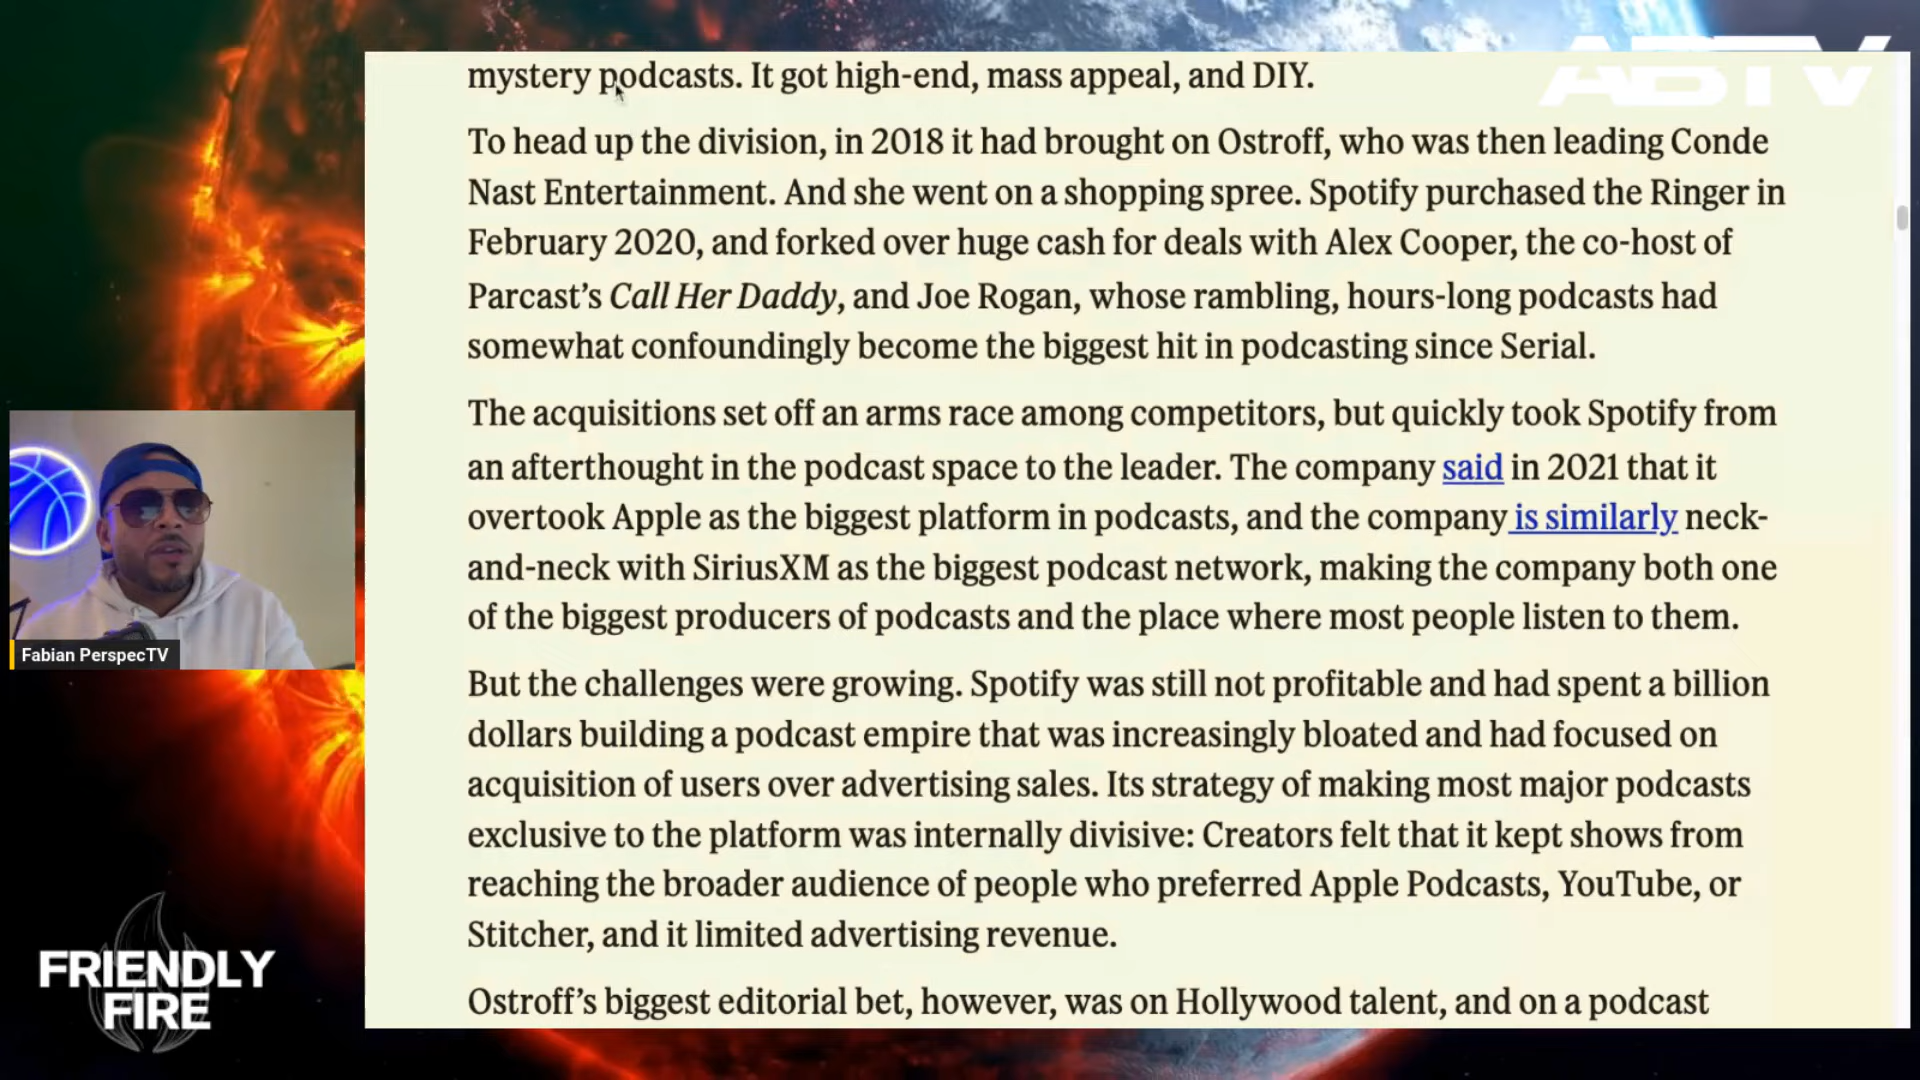 ABTV
mystery podcasts. It got high-end, mass appeal, and DIY.
To head up the division, in 2018 it had brought on Ostroff, who was then leading Conde
Nast Entertainment. And she went on a shopping spree. Spotify purchased the Ringer in
February 2020, and forked over huge cash for deals with Alex Cooper, the co-host of
Parcast’s Call Her Daddy, and Joe Rogan, whose rambling, hours-long podcasts had
somewhat confoundingly become the biggest hit in podcasting since Serial.
The acquisitions set off an arms race among competitors, but quickly took Spotify from
an afterthought in the podcast space to the leader. The company said in 2021 that it
overtook Apple as the biggest platform in podcasts, and the company is similarly neck-
and-neck with SiriusXM as the biggest podcast network, making the company both one
of the biggest producers of podcasts and the place where most people listen to them.
But the challenges were growing. Spotify was still not profitable and had spent a billion
dollars building a podcast empire that was increasingly bloated and had focused on
acquisition of users over advertising sales. Its strategy of making most major podcasts
exclusive to the platform was internally divisive: Creators felt that it kept shows from
reaching the broader audience of people who preferred Apple Podcasts, YouTube, or
Stitcher, and it limited advertising revenue.
Ostroff’s biggest editorial bet, however, was on Hollywood talent, and on a podcast
Fabian PerspecTV
FRIENDLY
FIRE